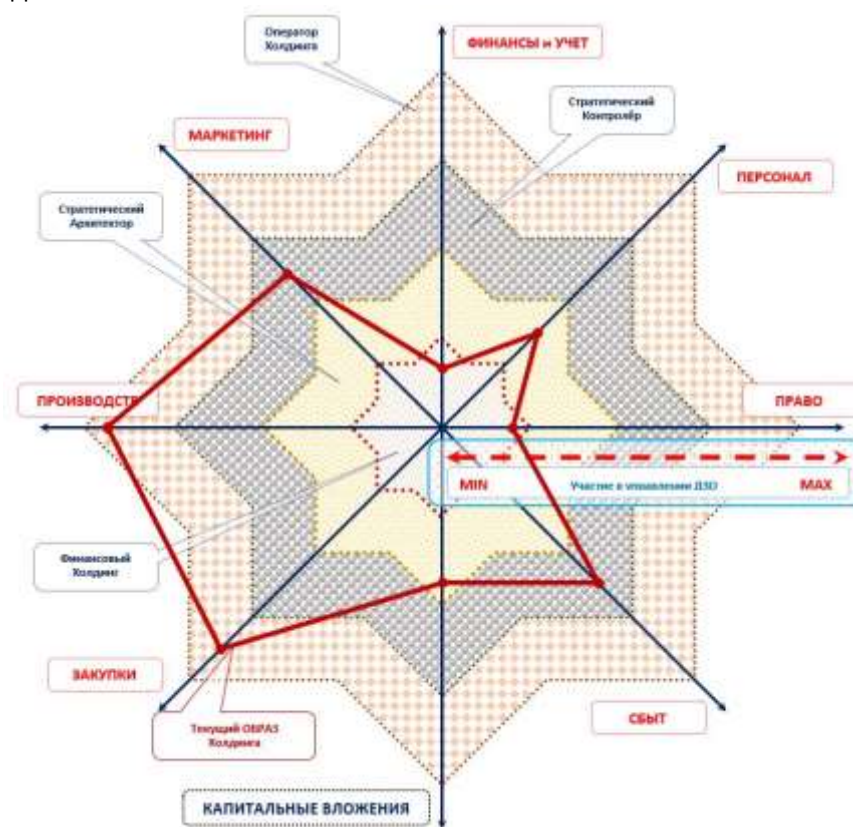 Оператор
Холдинга
ФИНАНСЫ и УЧЕТ
Стратегический
Контролёр
МАРКЕТИНГ
ПЕРСОНАЛ
Стратегический
Архитектор
ПРОИЗВОДСТВ
ПРАВО
MIN
Участие в управлении ДЗО
MAX
Финансовый
Холдинг
ЗАКУПКИ
СБЫТ
Текущий ОБРАЗ
Холдинга
КАПИТАЛЬНЫЕ ВЛОЖЕНИЯ